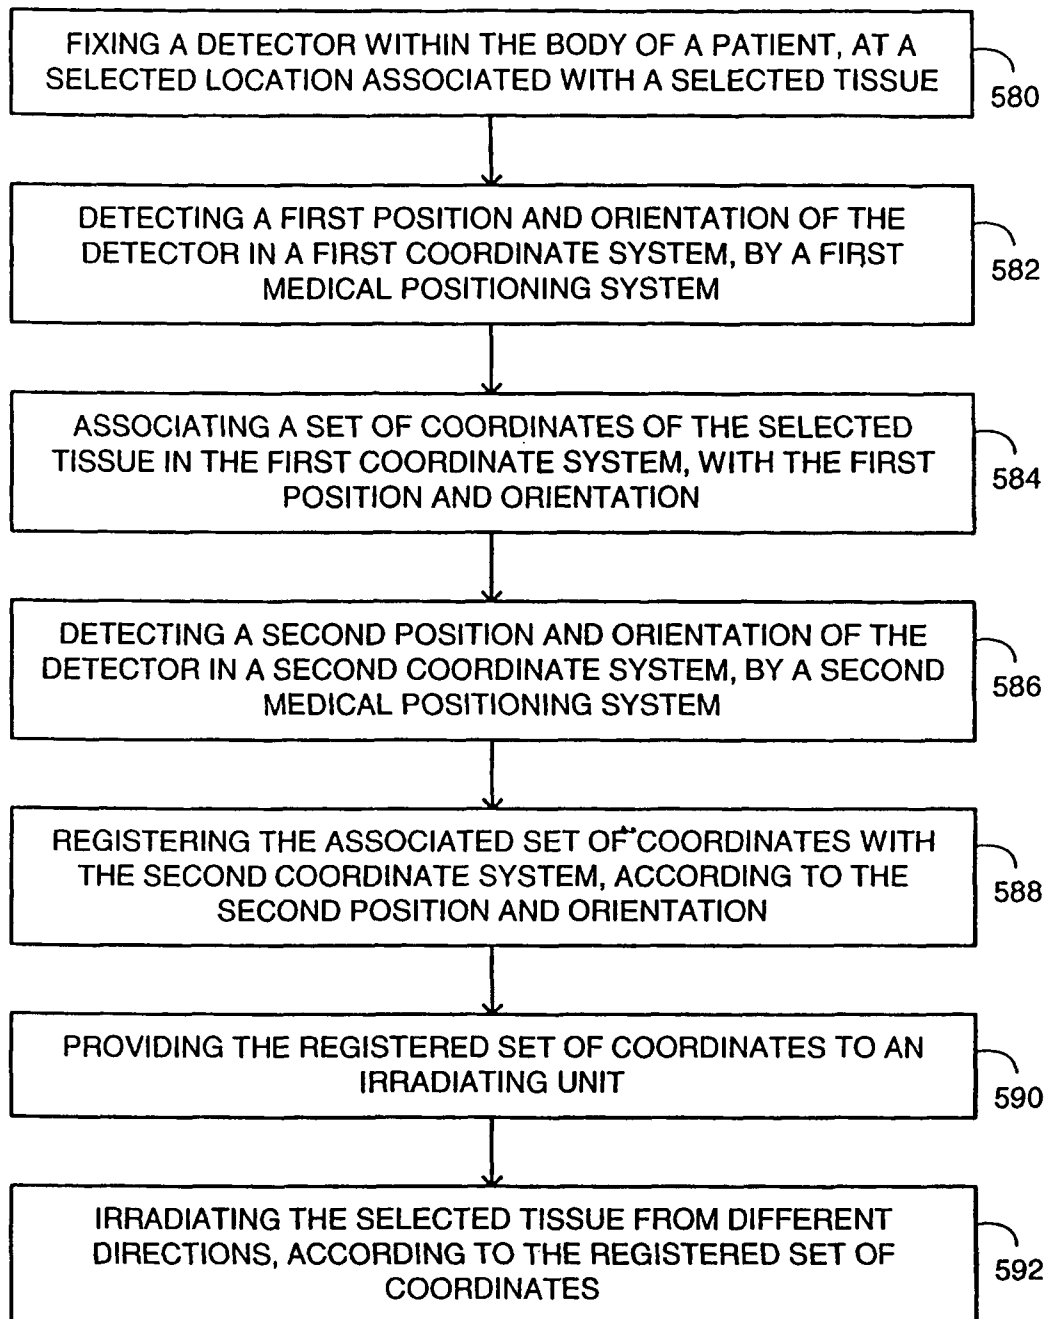 FIXING A DETECTOR WITHIN THE BODY OF A PATIENT, AT A
SELECTED LOCATION ASSOCIATED WITH A SELECTED TISSUE
580
DETECTING A FIRST POSITION AND ORIENTATION OF THE
DETECTOR IN A FIRST COORDINATE SYSTEM, BY A FIRST
MEDICAL POSITIONING SYSTEM
582
ASSOCIATING A SET OF COORDINATES OF THE SELECTED
TISSUE IN THE FIRST COORDINATE SYSTEM, WITH THE FIRST
POSITION AND ORIENTATION
584
DETECTING A SECOND POSITION AND ORIENTATION OF THE
DETECTOR IN A SECOND COORDINATE SYSTEM, BY A SECOND
MEDICAL POSITIONING SYSTEM
586
REGISTERING THE ASSOCIATED SET OF COORDINATES WITH
THE SECOND COORDINATE SYSTEM, ACCORDING TO THE
SECOND POSITION AND ORIENTATION
588
PROVIDING THE REGISTERED SET OF COORDINATES TO AN
IRRADIATING UNIT
590
IRRADIATING THE SELECTED TISSUE FROM DIFFERENT
DIRECTIONS, ACCORDING TO THE REGISTERED SET OF
COORDINATES
592